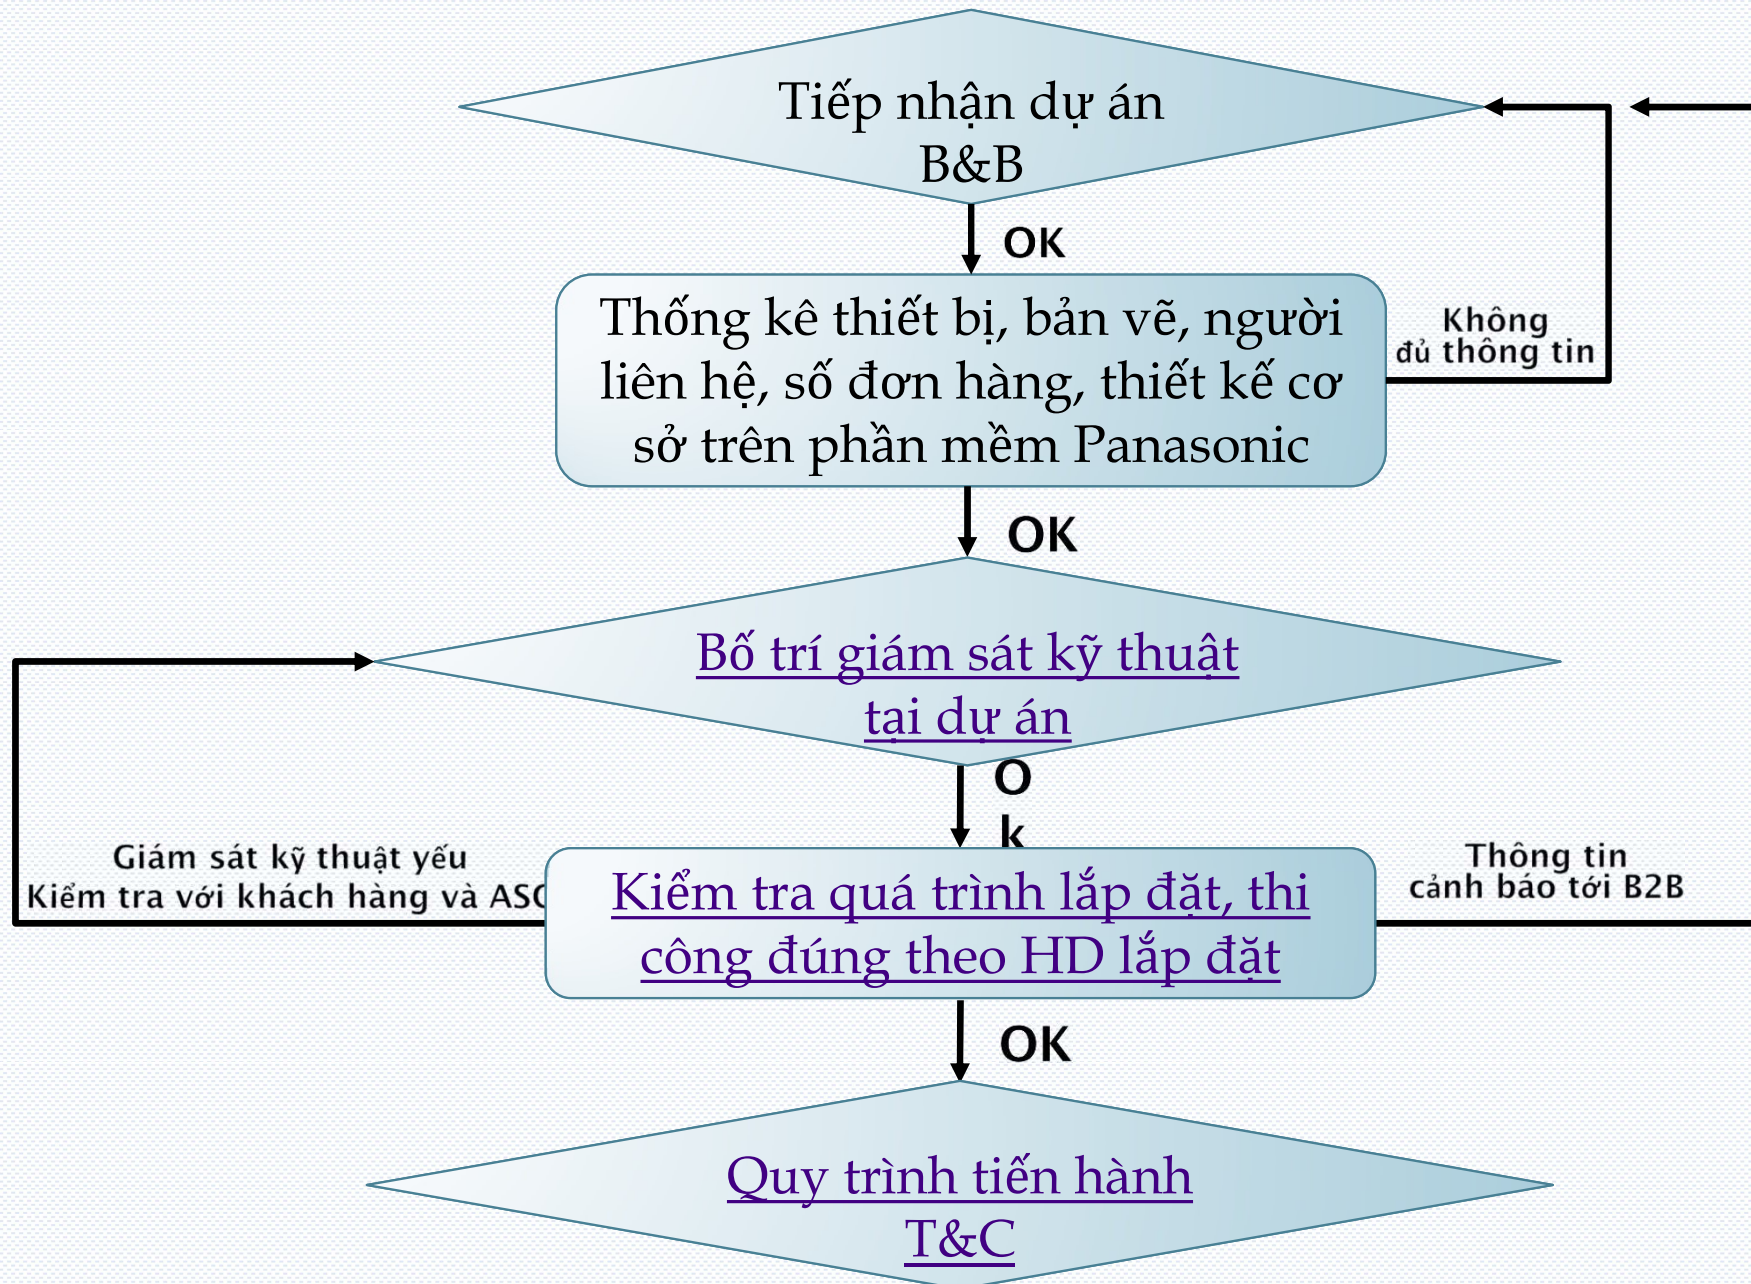 Tiếp nhận dự án
B&B
OK
Thống kê thiết bị, bản vẽ, người
liên hệ, số đơn hàng, thiết kế cơ
sở trên phần mềm Panasonic
Không
đủ thông tin
OK
Bố trí giám sát kỹ thuật
tại dự án
O
k
Giám sát kỹ thuật yếu
Kiểm tra với khách hàng và ASC
Kiểm tra quá trình lắp đặt, thi
công đúng theo HD lắp đặt
Thông tin
cảnh báo tới B2B
OK
Quy trình tiến hành
T&C